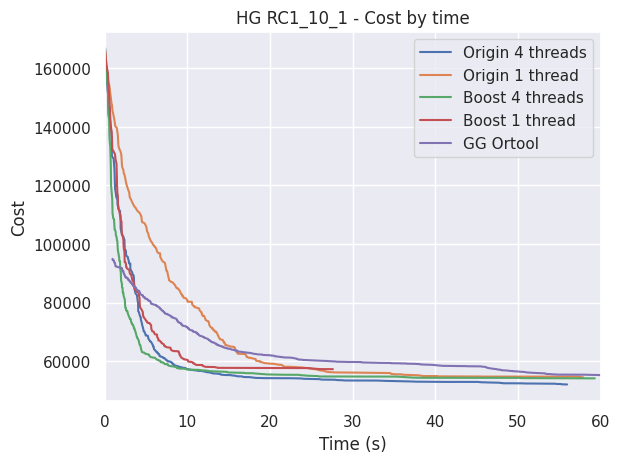 HG RC1_10_1 - Cost by time
Origin 4 threads
Origin 1 thread
Boost 4 threads
Boost 1 thread
GG Ortool
160000
140000
120000
100000
80000
60000
Cost
0 10 20 30 40 50 60
Time (s)